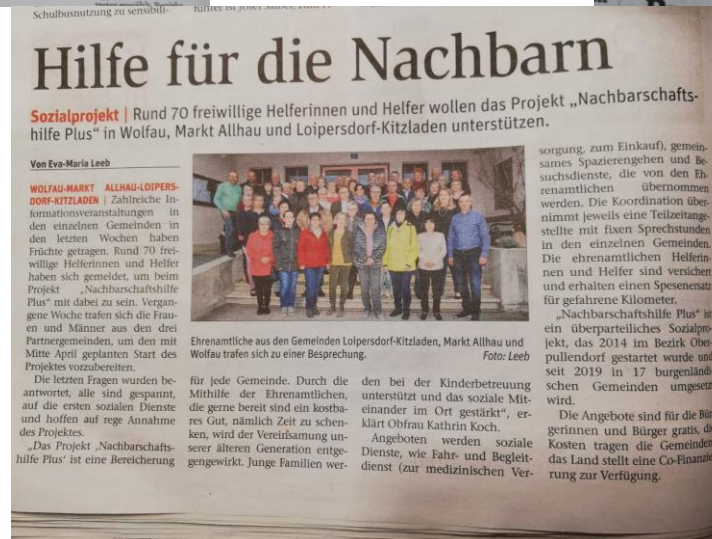 Schulbusnutzung zu sensibili-
Hilfe für die Nachbarn
Sozialprojekt | Rund 70 freiwillige Helferinnen und Helfer wollen das Projekt „Nachbarschafts-
hilfe Plus“ in Wolfau, Markt Allhau und Loipersdorf-Kitzladen unterstützen.
Von Eva-Maria Leeb
WOLFAU-MARKT ALLHAU-LOIPERS-
DORF-KITZLADEN | Zahlreiche In-
formationsveranstaltungen in
den einzelnen Gemeinden in
den letzten Wochen haben
Früchte getragen. Rund 70 frei-
willige Helferinnen und Helfer
haben sich gemeldet, um beim
Projekt „Nachbarschaftshilfe
Plus“ mit dabei zu sein. Vergan-
gene Woche trafen sich die Frau-
en und Männer aus den drei
Partnergemeinden, um den mit
Mitte April geplanten Start des
Projektes vorzubereiten.
Die letzten Fragen wurden be-
antwortet, alle sind gespannt,
auf die ersten sozialen Dienste
und hoffen auf rege Annahme
des Projektes.
„Das Projekt ‚Nachbarschafts-
hilfe Plus‘ ist eine Bereicherung
Ehrenamtliche aus den Gemeinden Loipersdorf-Kitzladen, Markt Allhau und
Wolfau trafen sich zu einer Besprechung.
Foto: Leeb
für jede Gemeinde. Durch die
Mithilfe der Ehrenamtlichen,
die gerne bereit sind ein kostba-
res Gut, nämlich Zeit zu schen-
ken, wird der Vereinsamung un-
serer älteren Generation entge-
gengewirkt. Junge Familien wer-
den bei der Kinderbetreuung
unterstützt und das soziale Mit-
einander im Ort gestärkt“, er-
klärt Obfrau Kathrin Koch.
Angeboten werden soziale
Dienste, wie Fahr- und Begleit-
dienst (zur medizinischen Ver-
sorgung, zum Einkauf), gemein-
sames Spazierengehen und Be-
suchsdienste, die von den Eh-
renamtlichen übernommen
werden. Die Koordination über-
nimmt jeweils eine Teilzeitange-
stellte mit fixen Sprechstunden
in den einzelnen Gemeinden.
Die ehrenamtlichen Helferin-
nen und Helfer sind versichert
und erhalten einen Spesenersatz
für gefahrene Kilometer.
„Nachbarschaftshilfe Plus“ ist
ein überparteiliches Sozialpro-
jekt, das 2014 im Bezirk Ober-
pullendorf gestartet wurde und
seit 2019 in 17 burgenländi-
schen Gemeinden umgesetz
wird.
Die Angebote sind für die Bür
gerinnen und Bürger gratis, di
Kosten tragen die Gemeinden
das Land stellt eine Co-Finanzie
rung zur Verfügung.